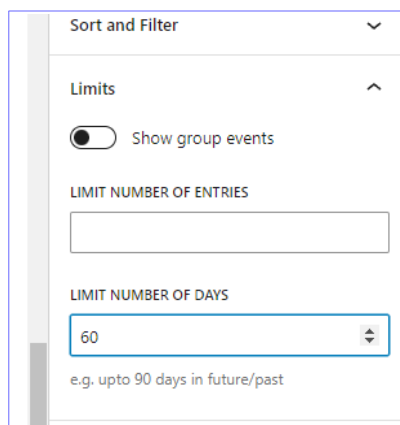 Sort and Filter
Limits
Show group events
LIMIT NUMBER OF ENTRIES
LIMIT NUMBER OF DAYS
60
e.g. upto 90 days in future/past